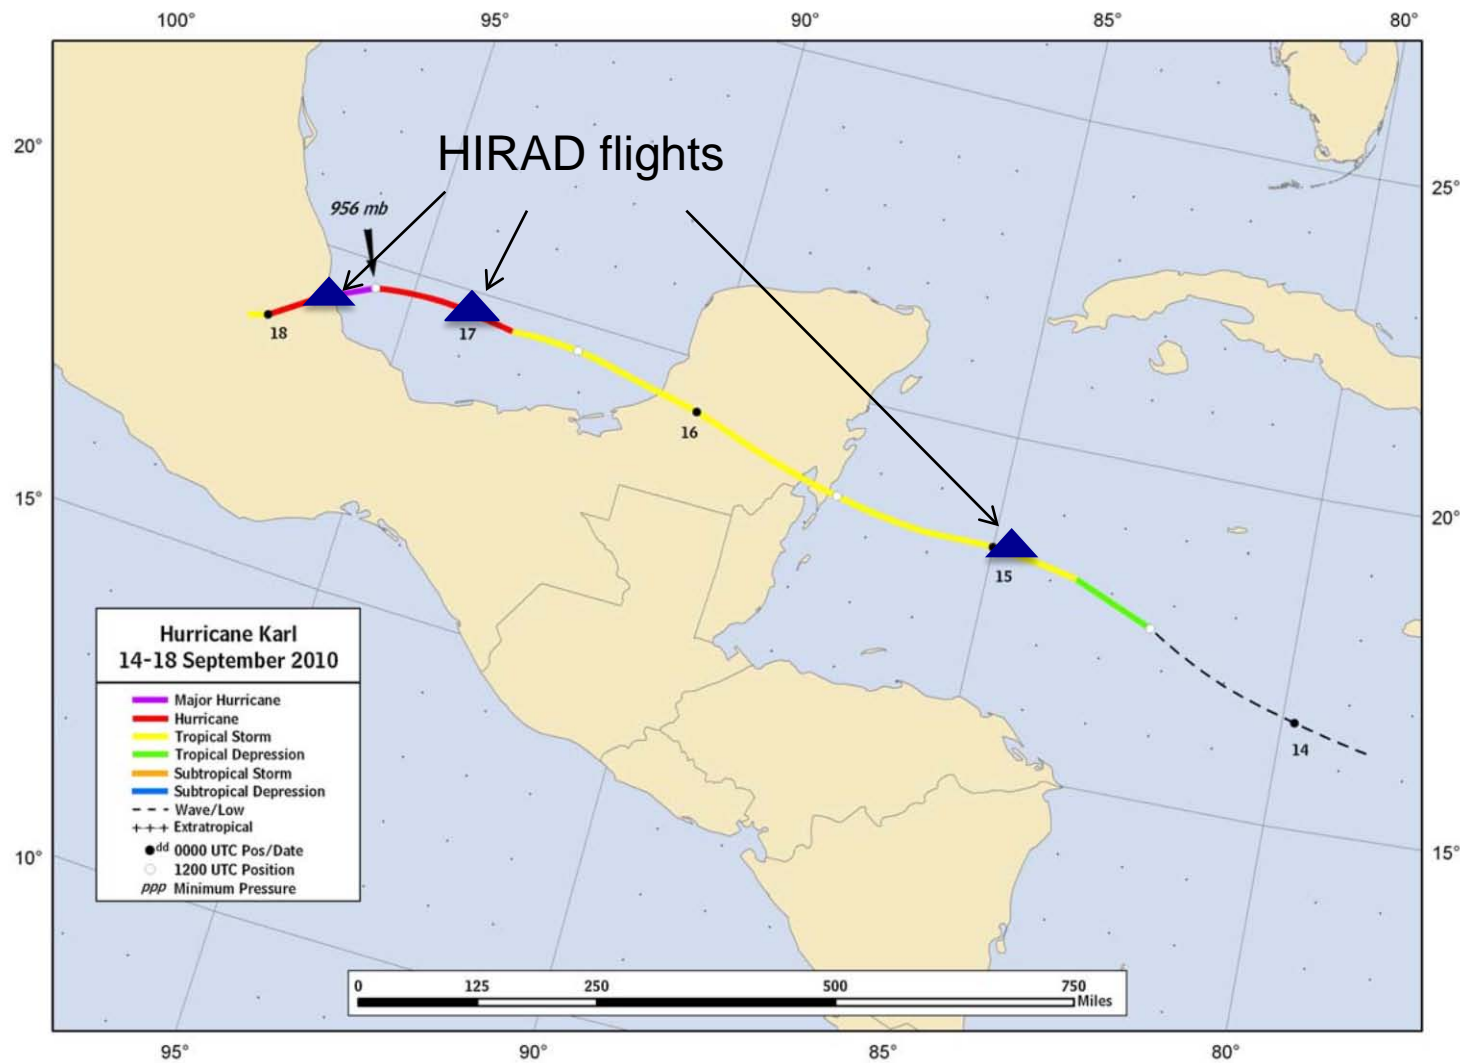 100°
95°
90°
85°
80°
20°
HIRAD flights
25°
956 mb
18
17
16
15°
20°
15
Hurricane Karl
14-18 September 2010
Major Hurricane
Hurricane
Tropical Storm
Tropical Depression
Subtropical Storm
Subtropical Depression
Wave/Low
Extratropical
dd 0000 UTC Pos/Date
1200 UTC Position
ppp Minimum Pressure
14
10°
15°
0 125 250 500 750
Miles
95°
90°
85°
80°